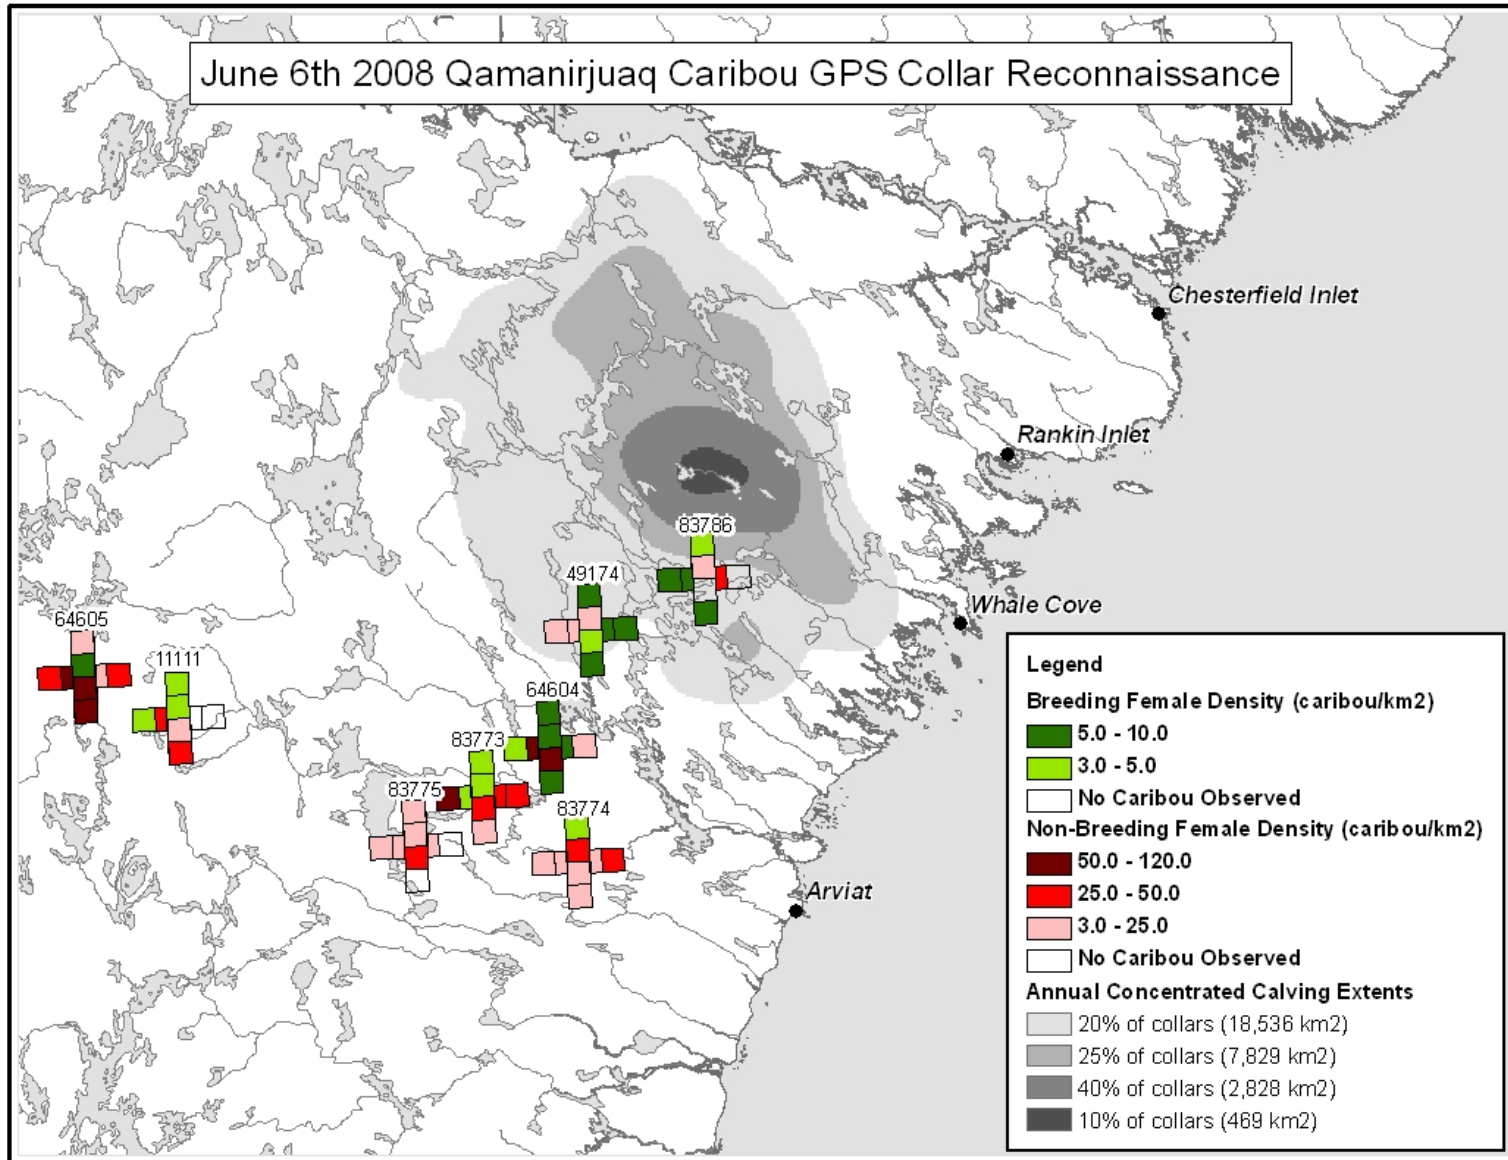 June 6th 2008 Qamanirjuaq Caribou GPS Collar Reconnaissance
Chesterfield Inlet
Rankin Inlet
83786
49174
Whale Cove
64605
11111
64604
83773
83775
83774
Arviat
Legend
Breeding Female Density (caribou/km2)
5.0 - 10.0
3.0 - 5.0
No Caribou Observed
Non-Breeding Female Density (caribou/km2)
50.0 - 120.0
25.0 - 50.0
3.0 - 25.0
No Caribou Observed
Annual Concentrated Calving Extents
20% of collars (18,536 km2)
25% of collars (7,829 km2)
40% of collars (2,828 km2)
10% of collars (469 km2)